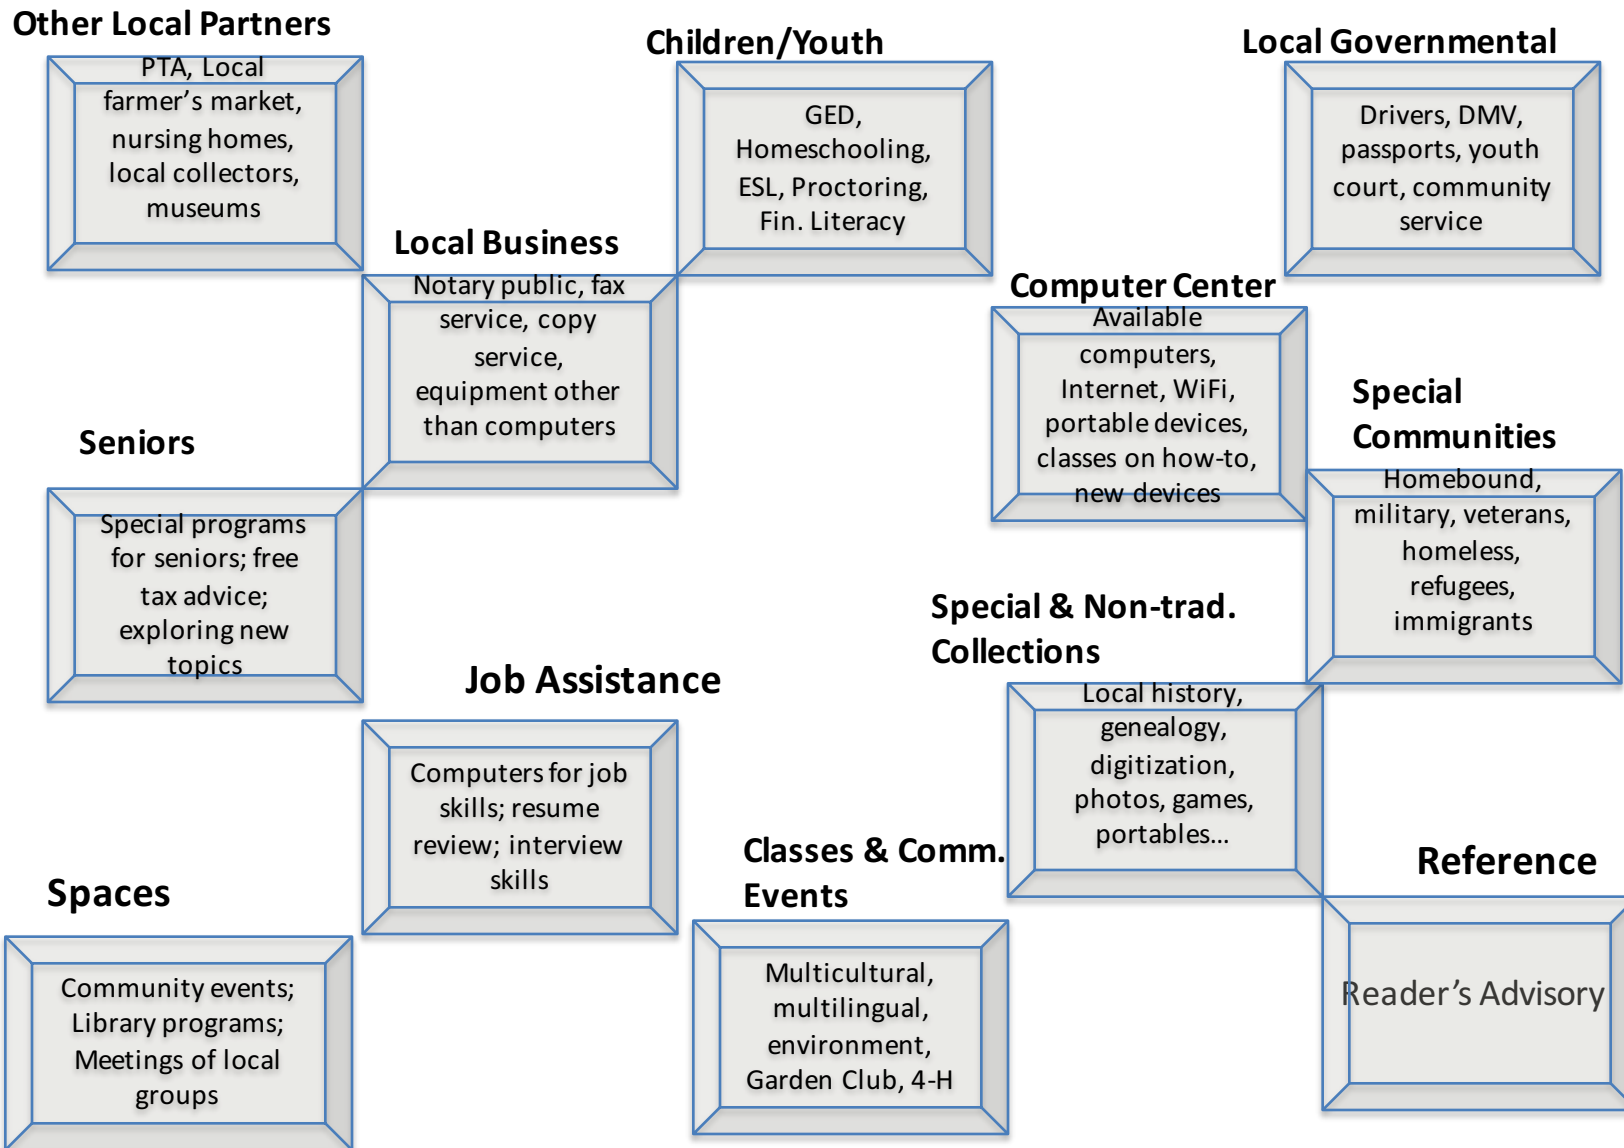 Other Local Partners
PTA, Local
farmer’s market,
nursing homes,
local collectors,
museums
Children/Youth
GED,
Homeschooling,
ESL, Proctoring,
Fin. Literacy
Local Governmental
Drivers, DMV,
passports, youth
court, community
service
Local Business
Notary public, fax
service, copy
service,
equipment other
than computers
Computer Center
Available
computers,
Internet, WiFi,
portable devices,
classes on how-to,
new devices
Special
Communities
Homebound,
military, veterans,
homeless,
refugees,
immigrants
Seniors
Special programs
for seniors; free
tax advice;
exploring new
topics
Special & Non-trad.
Collections
Local history,
genealogy,
digitization,
photos, games,
portables…
Job Assistance
Computers for job
skills; resume
review; interview
skills
Classes & Comm.
Events
Multicultural,
multilingual,
environment,
Garden Club, 4-H
Reference
Reader’s Advisory
Spaces
Community events;
Library programs;
Meetings of local
groups